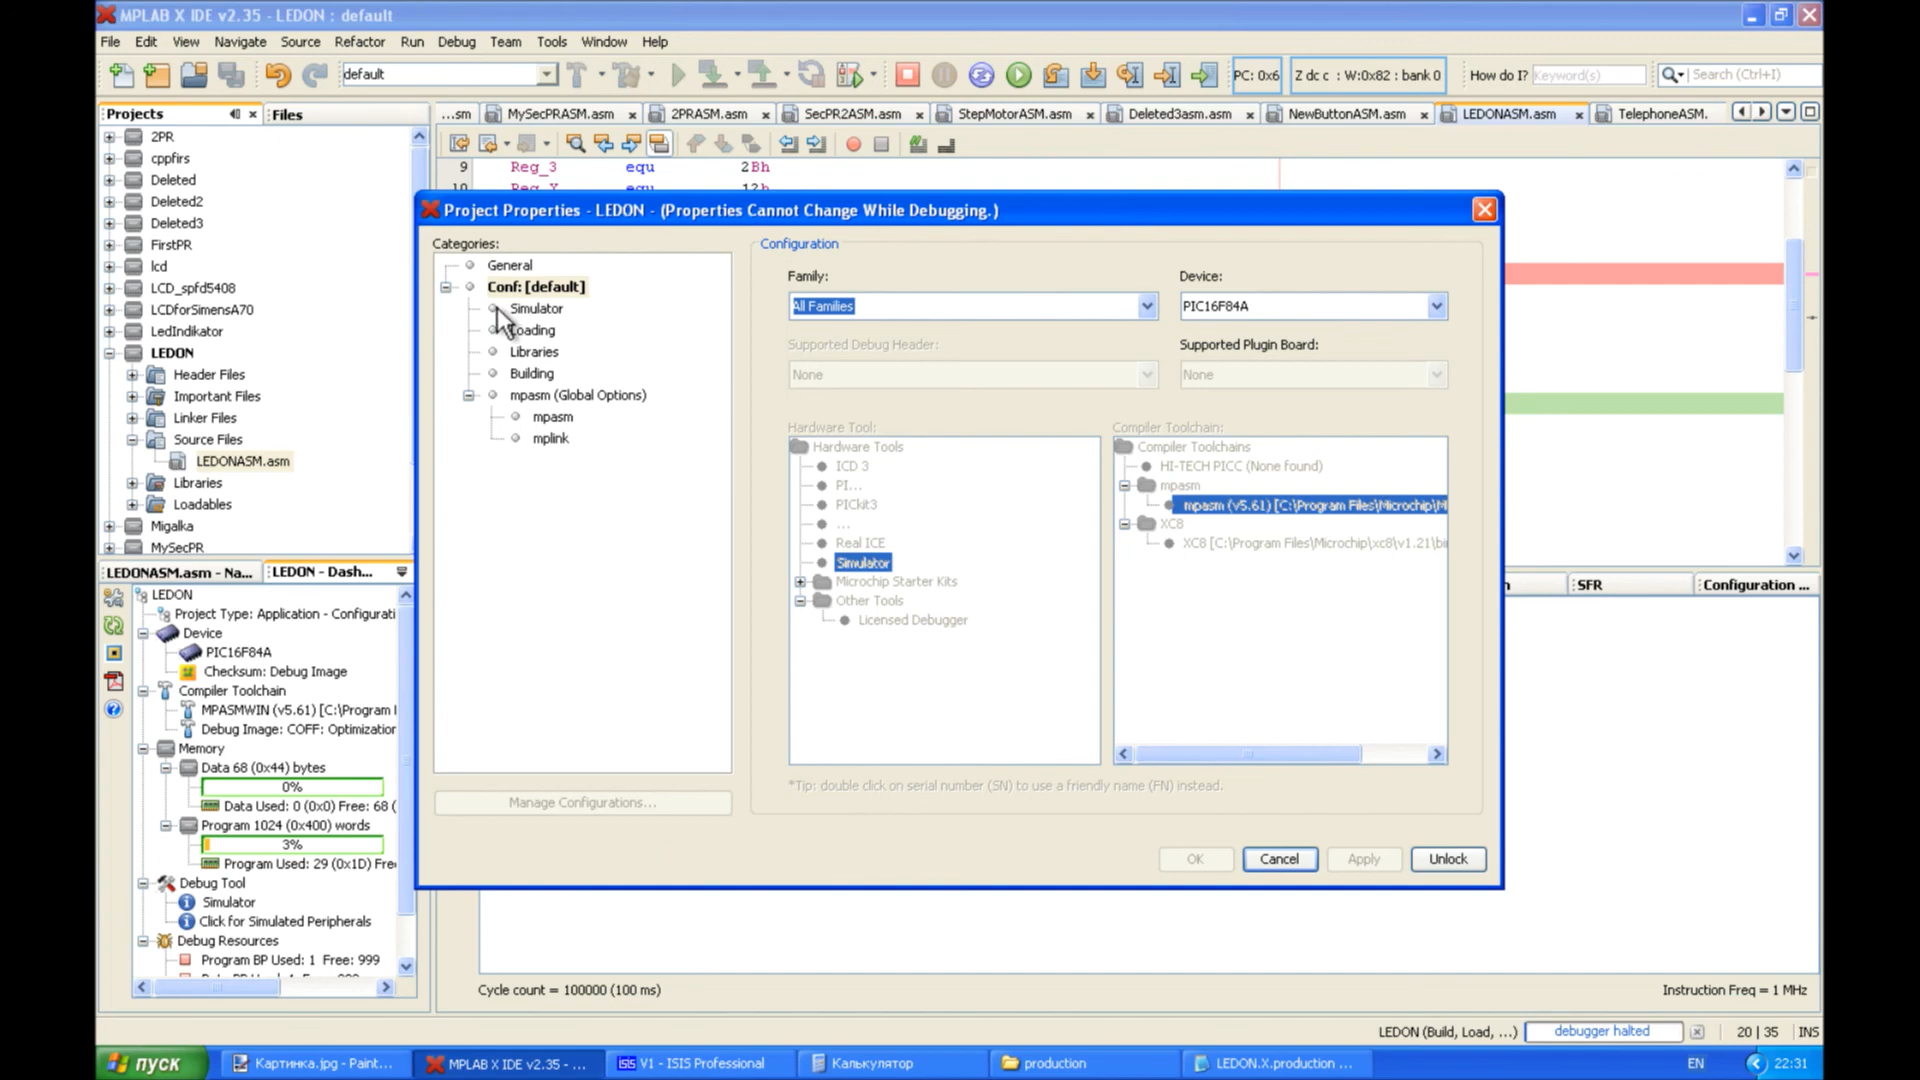 MPLAB X IDE v2.35 - LEDON : default
File Edit View Navigate Source Refactor Run Debug Team Tools Window Help
default
PC: 0x6
Z dc c : W:0x82 : bank 0
How do I? Keyword(s)
Search (Ctrl+I)
Projects
Files
...sm
MySecPRASM.asm
2PRASM.asm
SecPR2ASM.asm
StepMotorASM.asm
Deleted3asm.asm
NewButtonASM.asm
LEDONASM.asm
TelephoneASM.
2PR
cppfirs
Deleted
Deleted2
Deleted3
FirstPR
lcd
LCD_spfd5408
LCDforSimensA70
LedIndikator
LEDON
Header Files
Important Files
Linker Files
Source Files
LEDONASM.asm
Libraries
Loadables
Migalka
MySecPR
9 Reg_3 equ 2Bh
10 Reg_Y equ 12h
Project Properties - LEDON - (Properties Cannot Change While Debugging.)
Categories:
General
Conf: [default]
Simulator
Loading
Libraries
Building
mpasm (Global Options)
mpasm
mplink
Manage Configurations...
Configuration
Family:
Device:
All Families
PIC16F84A
Supported Debug Header:
Supported Plugin Board:
None
None
Hardware Tool:
Compiler Toolchain:
Hardware Tools
ICD 3
PI...
PICkit3
...
Real ICE
Simulator
Microchip Starter Kits
Other Tools
Licensed Debugger
Compiler Toolchains
HI-TECH PICC (None found)
mpasm
mpasm (v5.61) [C:\Program Files\Microchip\M
XC8
XC8 [C:\Program Files\Microchip\xc8\v1.21\bi
*Tip: double click on serial number (SN) to use a friendly name (FN) instead.
OK
Cancel
Apply
Unlock
LEDONASM.asm - Na...
LEDON - Dash...
LEDON
Project Type: Application - Configurati
Device
PIC16F84A
Checksum: Debug Image
Compiler Toolchain
MPASMWIN (v5.61) [C:\Program
Debug Image: COFF: Optimization
Memory
Data 68 (0x44) bytes
0%
Data Used: 0 (0x0) Free: 68 (
Program 1024 (0x400) words
3%
Program Used: 29 (0x1D) Fre
Debug Tool
Simulator
Click for Simulated Peripherals
Debug Resources
Program BP Used: 1 Free: 999
n
SFR
Configuration ...
Cycle count = 100000 (100 ms)
Instruction Freq = 1 MHz
LEDON (Build, Load, ...)
debugger halted
20 | 35
INS
пуск
Картинка.jpg - Paint...
MPLAB X IDE v2.35 - ...
V1 - ISIS Professional
Калькулятор
production
LEDON.X.production ...
EN
22:31